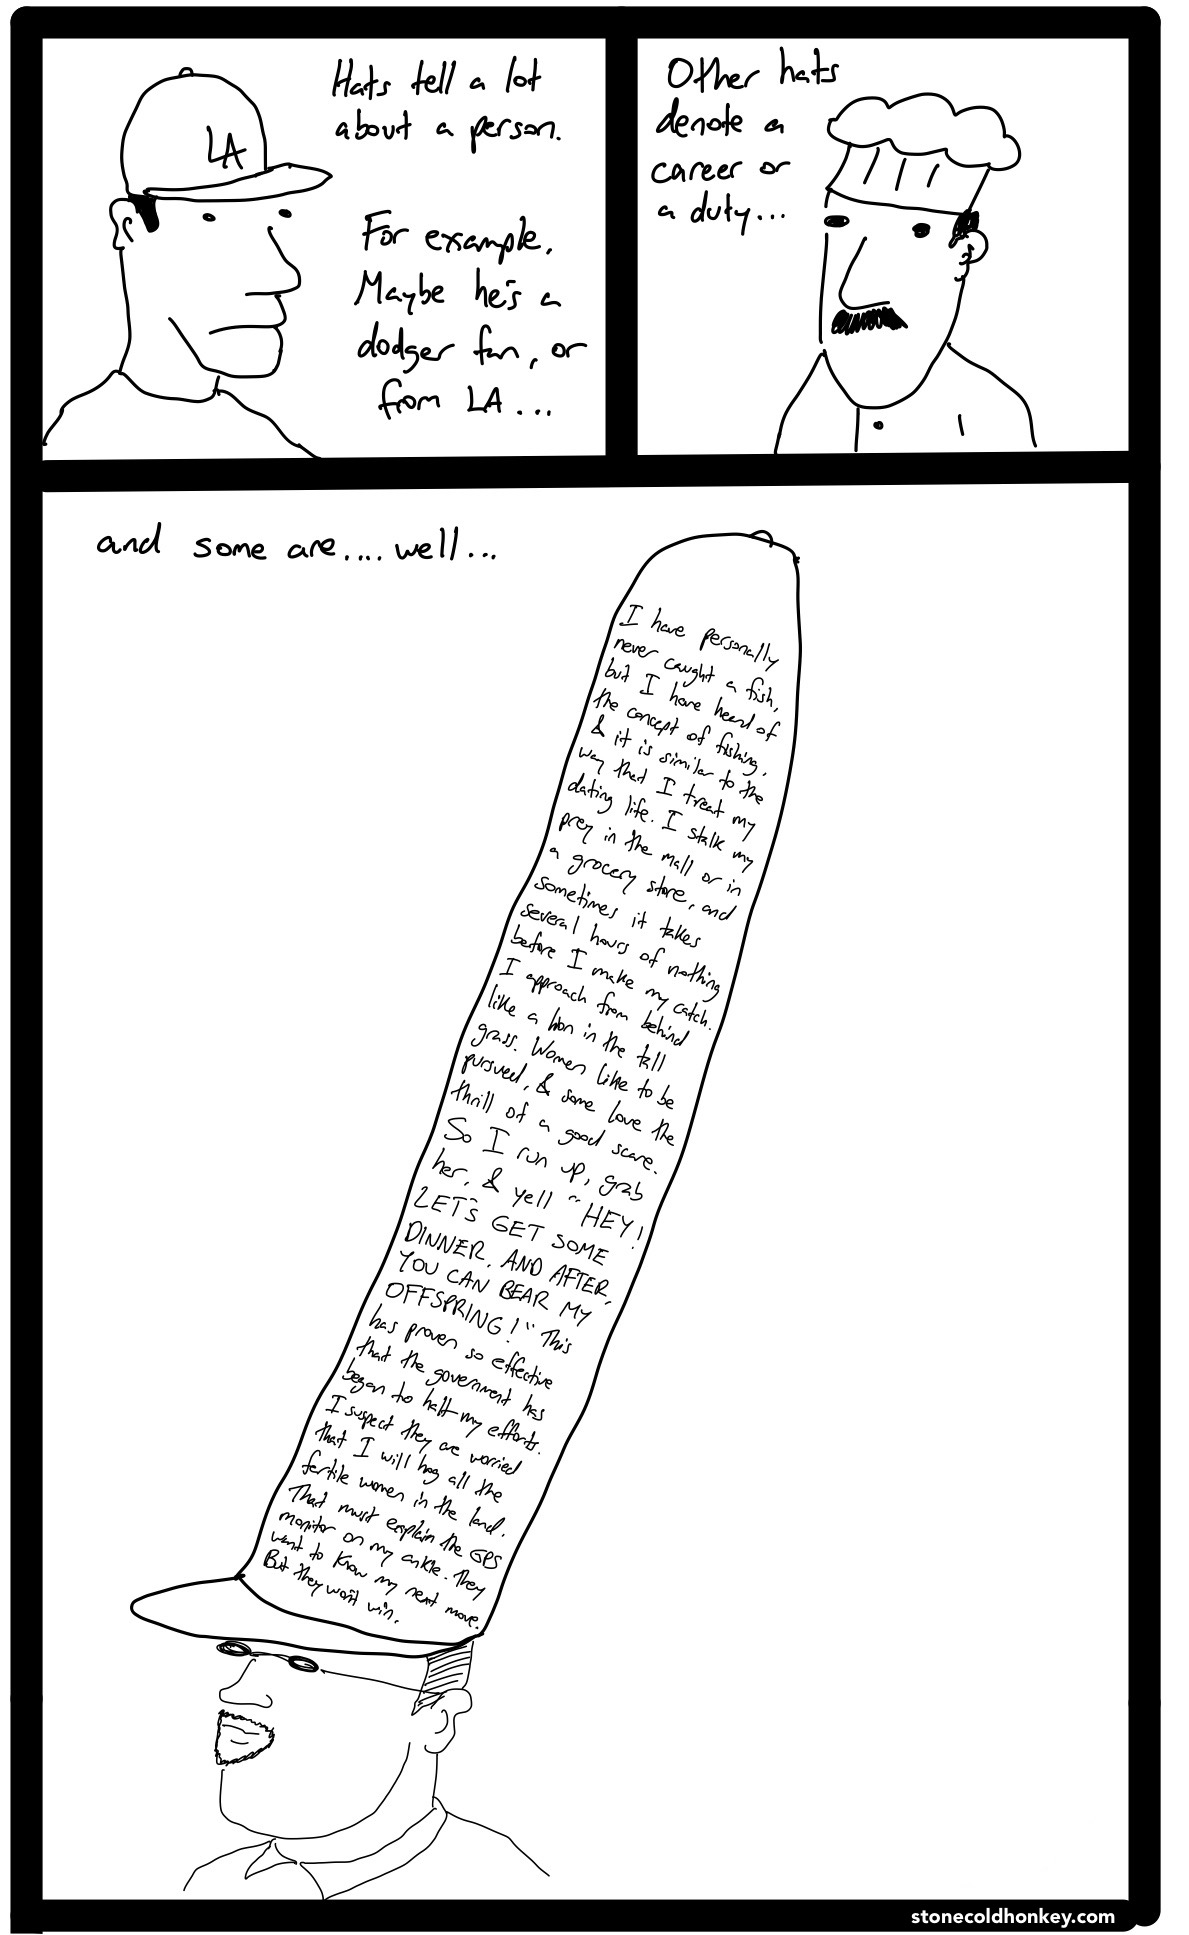 Hats tell a lot
about a person.
For example,
Maybe he's a
dodger fan, or
from LA...
LA
Other hats
denote a
career or
a duty...
and some are.... well...
I have personally
never caught a fish,
but I have heard of
the concept of fishing,
& it is similar to the
way that I treat my
dating life. I stalk my
prey in the mall or in
a grocery store, and
sometimes it takes
several hours of nothing
before I make my catch.
I approach from behind
like a lion in the tall
grass. Women like to be
pursued, & some love the
thrill of a good scare.
So I run up, grab
her, & yell "HEY!
LET'S GET SOME
DINNER, AND AFTER,
YOU CAN BEAR MY
OFFSPRING!" This
has proven so effective
that the government has
began to halt my efforts.
I suspect they are worried
that I will hog all the
fertile women in the land.
That must explain the GPS
monitor on my ankle. They
want to know my next move.
But they won't win.
stonecoldhonkey.com